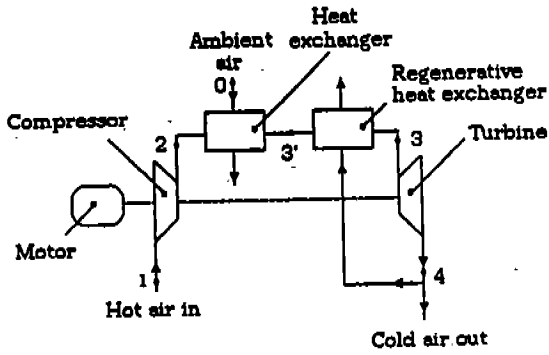 Heat
Ambient exchanger
air
0
Regenerative
heat exchanger
Compressor
2
3'
3
Turbine
Motor
1
4
Hot air in
Cold air out